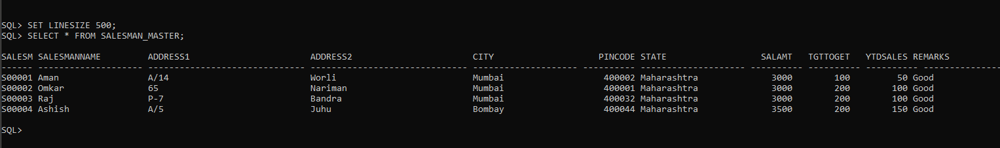 SQL> SET LINESIZE 500;
SQL> SELECT * FROM SALESMAN_MASTER;
SALESM SALESMANNAME         ADDRESS1                       ADDRESS2                       CITY                    PINCODE STATE                    SALAMT   TGTTOGET   YTDSALES REMARKS
------ -------------------- ------------------------------ ------------------------------ -------------------- ---------- -------------------- ---------- ---------- ---------- ---------------
S00001 Aman                 A/14                           Worli                          Mumbai                   400002 Maharashtra                3000        100         50 Good
S00002 Omkar                65                             Nariman                        Mumbai                   400001 Maharashtra                3000        200        100 Good
S00003 Raj                  P-7                            Bandra                         Mumbai                   400032 Maharashtra                3000        200        100 Good
S00004 Ashish               A/5                            Juhu                           Bombay                   400044 Maharashtra                3500        200        150 Good
SQL>